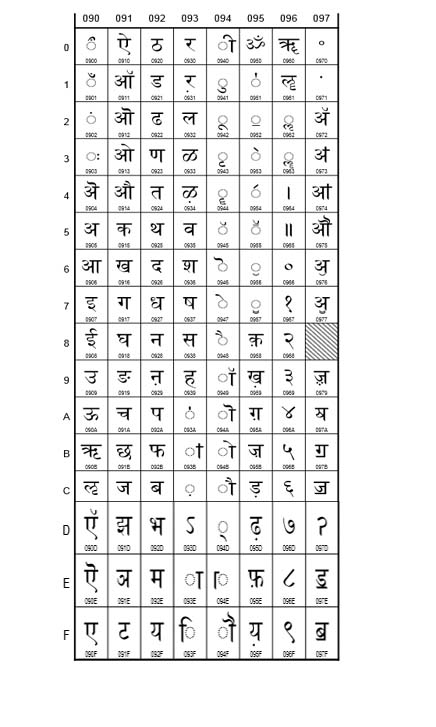 090 091 092 093 094 095 096 097
0 ◌ऀ ऐ ठ र ◌ी ॐ ॠ ॰
0900 0910 0920 0930 0940 0950 0960 0970
1 ◌ँ ऑ ड ऱ ◌ु ◌॑ ॡ ॱ
0901 0911 0921 0931 0941 0951 0961 0971
2 ◌ं ऒ ढ ल ◌ू ◌॒ ◌ॢ ॲ
0902 0912 0922 0932 0942 0952 0962 0972
3 ◌ः ओ ण ळ ◌ृ ◌॓ ◌ॣ ॳ
0903 0913 0923 0933 0943 0953 0963 0973
4 ऄ औ त ऴ ◌ॄ ◌॔ । ॴ
0904 0914 0924 0934 0944 0954 0964 0974
5 अ क थ व ◌ॅ ◌ॕ ॥ ॵ
0905 0915 0925 0935 0945 0955 0965 0975
6 आ ख द श ◌ॆ ◌ॖ ० ॶ
0906 0916 0926 0936 0946 0956 0966 0976
7 इ ग ध ष ◌े ◌ॗ १ ॷ
0907 0917 0927 0937 0947 0957 0967 0977
8 ई घ न स ◌ै क़ २
0908 0918 0928 0938 0948 0958 0968
9 उ ङ ऩ ह ◌ॉ ख़ ३ ॹ
0909 0919 0929 0939 0949 0959 0969 0979
A ऊ च प ◌ऺ ◌ॊ ग़ ४ ॺ
090A 091A 092A 093A 094A 095A 096A 097A
B ऋ छ फ ◌ऻ ◌ो ज़ ५ ॻ
090B 091B 092B 093B 094B 095B 096B 097B
C ऌ ज ब ◌़ ◌ौ ड़ ६ ॼ
090C 091C 092C 093C 094C 095C 096C 097C
D ऍ झ भ ऽ ◌् ढ़ ७ ॽ
090D 091D 092D 093D 094D 095D 096D 097D
E ऎ ञ म ◌ा ◌ॎ फ़ ८ ॾ
090E 091E 092E 093E 094E 095E 096E 097E
F ए ट य ◌ि ◌ॏ य़ ९ ॿ
090F 091F 092F 093F 094F 095F 096F 097F